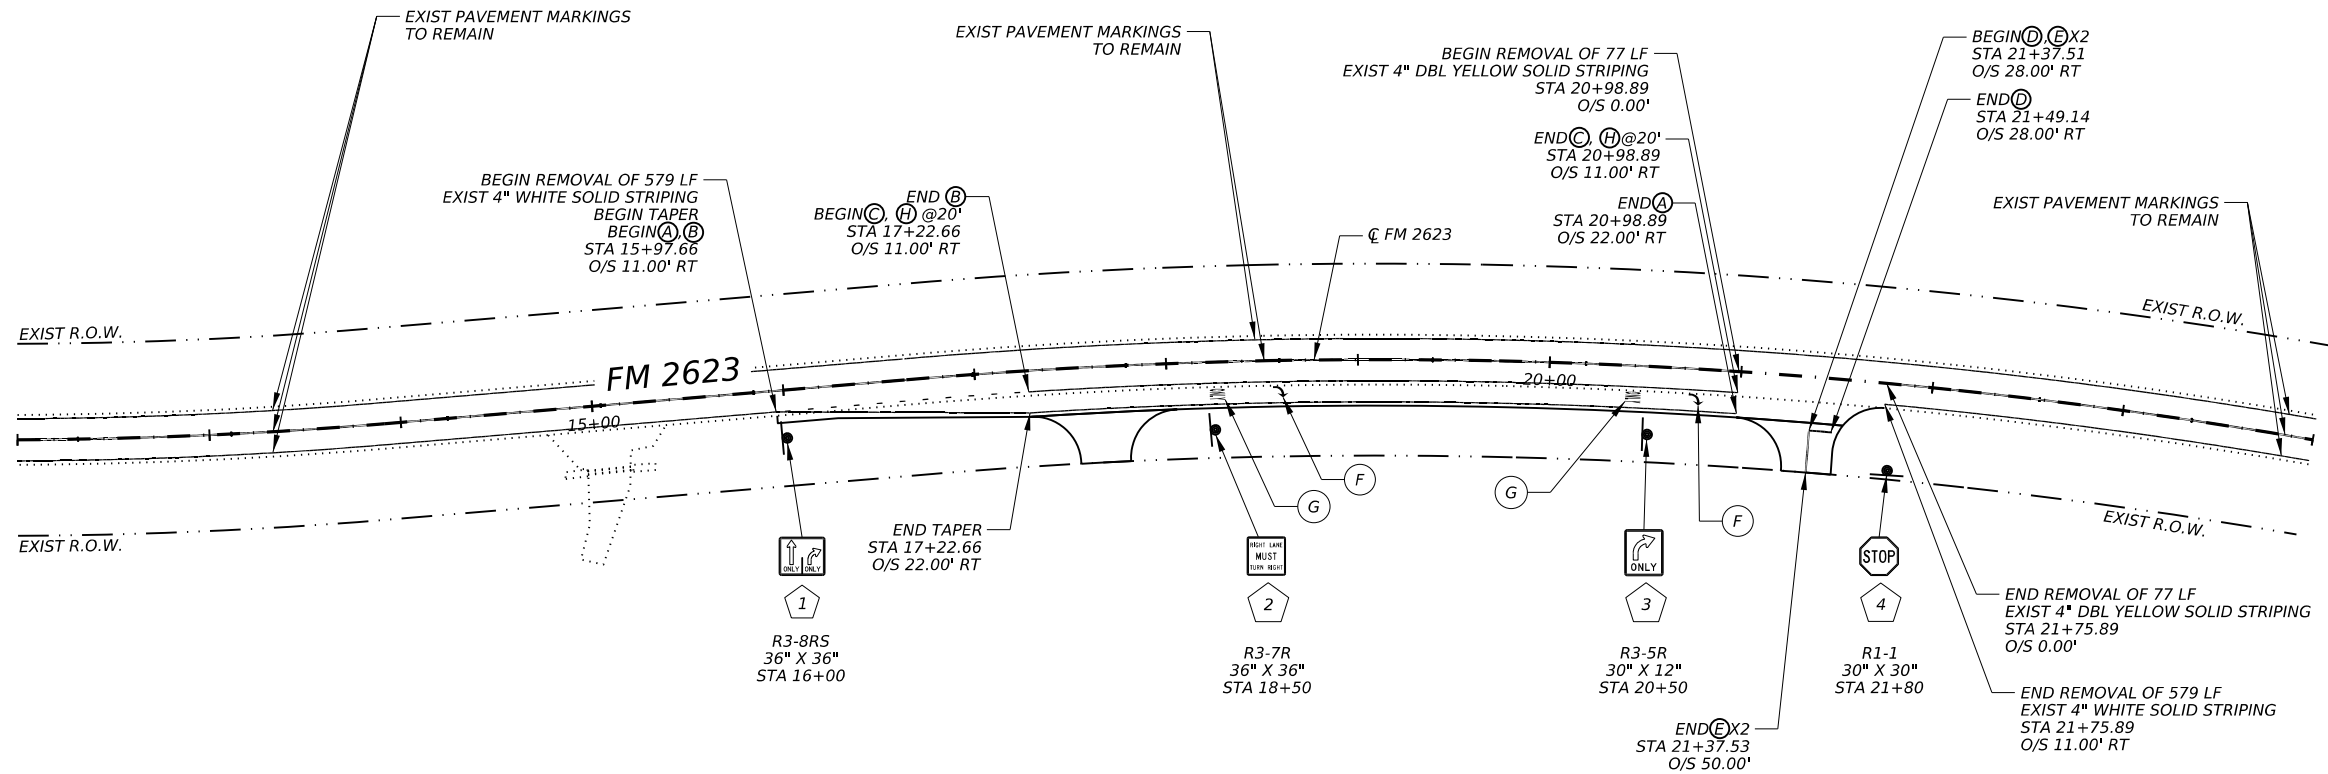 EXIST PAVEMENT MARKINGS
TO REMAIN
EXIST PAVEMENT MARKINGS
TO REMAIN
BEGIN REMOVAL OF 77 LF
EXIST 4" DBL YELLOW SOLID STRIPING
STA 20+98.89
O/S 0.00'
BEGIN D, E X2
STA 21+37.51
O/S 28.00' RT
END D
STA 21+49.14
O/S 28.00' RT
END C, H @20'
STA 20+98.89
O/S 11.00' RT
BEGIN REMOVAL OF 579 LF
EXIST 4" WHITE SOLID STRIPING
BEGIN TAPER
BEGIN A, B
STA 15+97.66
O/S 11.00' RT
END B
BEGIN C, H @20'
STA 17+22.66
O/S 11.00' RT
℄ FM 2623
END A
STA 20+98.89
O/S 22.00' RT
EXIST PAVEMENT MARKINGS
TO REMAIN
EXIST R.O.W.
EXIST R.O.W.
FM 2623
15+00
20+00
EXIST R.O.W.
EXIST R.O.W.
END TAPER
STA 17+22.66
O/S 22.00' RT
G
F
G
F
ONLY ONLY
1
R3-8RS
36" X 36"
STA 16+00
RIGHT LANE
MUST
TURN RIGHT
2
R3-7R
36" X 36"
STA 18+50
ONLY
3
R3-5R
30" X 12"
STA 20+50
STOP
4
R1-1
30" X 30"
STA 21+80
END REMOVAL OF 77 LF
EXIST 4" DBL YELLOW SOLID STRIPING
STA 21+75.89
O/S 0.00'
END REMOVAL OF 579 LF
EXIST 4" WHITE SOLID STRIPING
STA 21+75.89
O/S 11.00' RT
END E X2
STA 21+37.53
O/S 50.00'